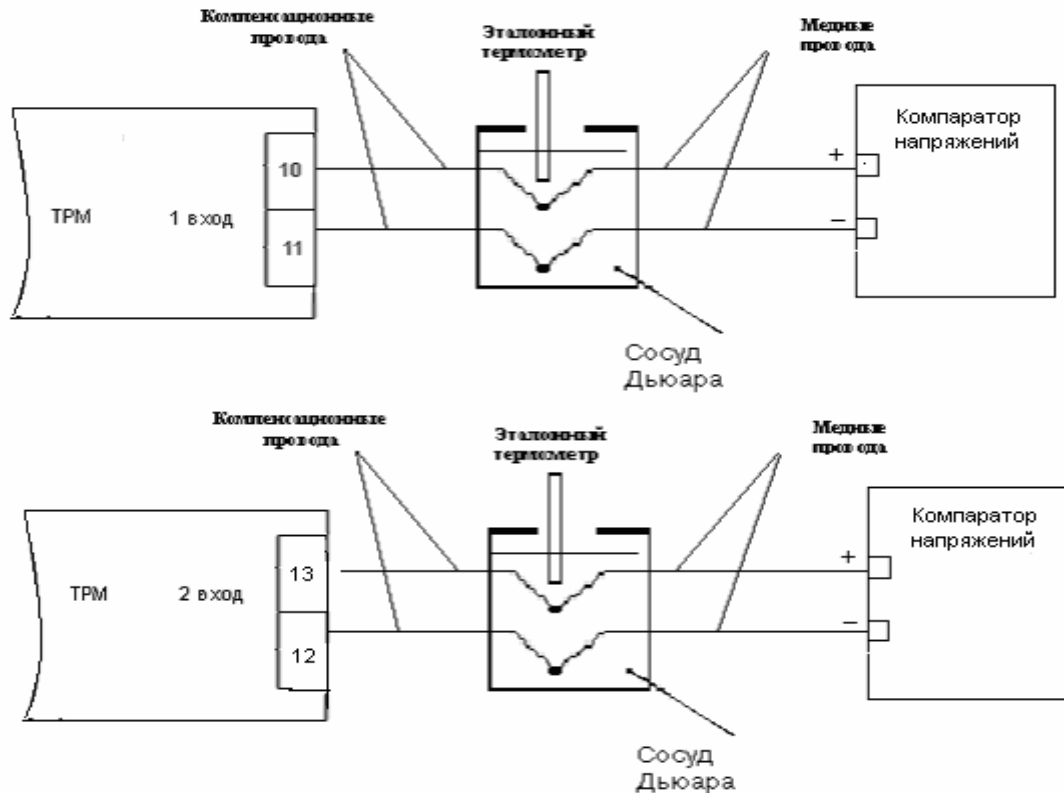 Компенсационные
провода
Эталонный
термометр
Медные
провода
Компаратор
напряжений
+
10
ТРМ 1 вход
–
11
Сосуд
Дьюара
Компенсационные
провода
Эталонный
термометр
Медные
провода
Компаратор
напряжений
+
13
ТРМ 2 вход
–
12
Сосуд
Дьюара